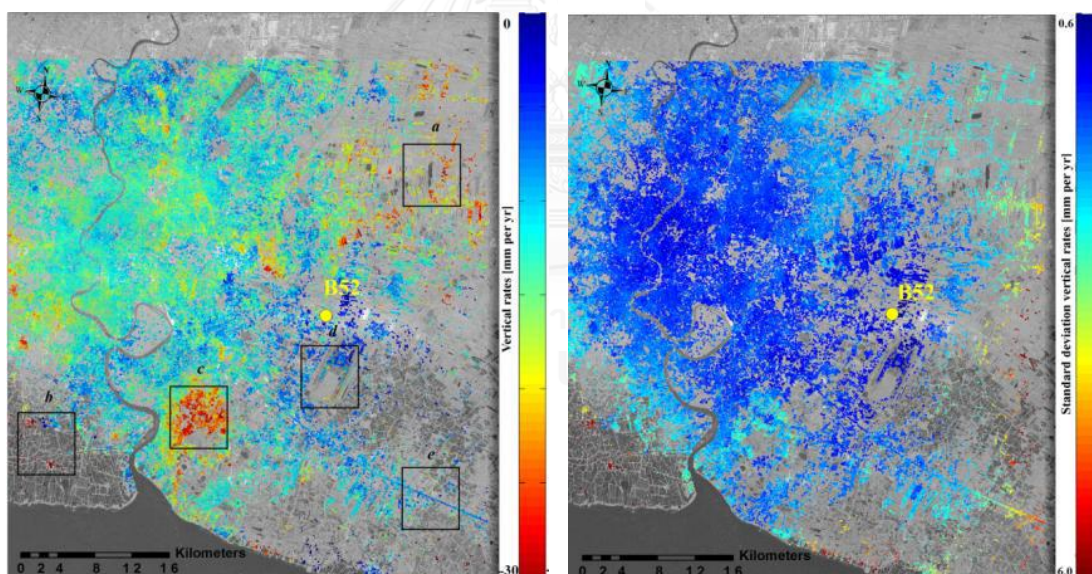 0
N
W
a
B52
d
c
b
e
Kilometers
0 2 4 8 12 16
Vertical rates [mm per yr]
-30
0.6
N
W
B52
Kilometers
0 2 4 8 12 16
Standard deviation vertical rates [mm per yr]
6.0